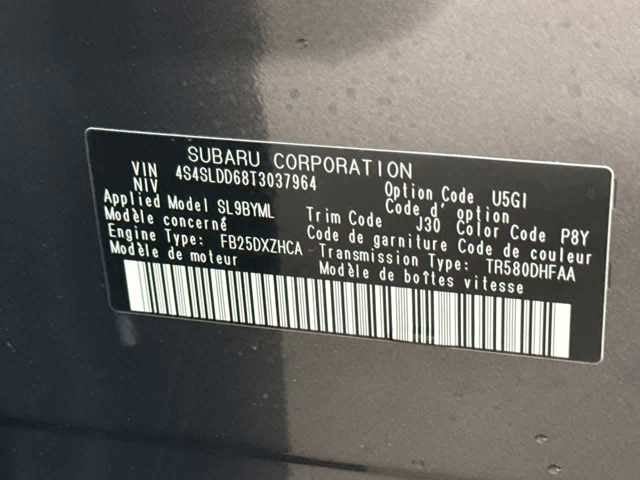 SUBARU CORPORATION
VIN
NIV 4S4SLDD68T3037964
Option Code U5GI
Code d' option
Applied Model SL9BYML
Modèle concerné
Trim Code J30 Color Code P8Y
Code de garniture Code de couleur
Engine Type: FB25DXZHCA
Modèle de moteur
Transmission Type: TR580DHFAA
Modèle de boîtes vitesse